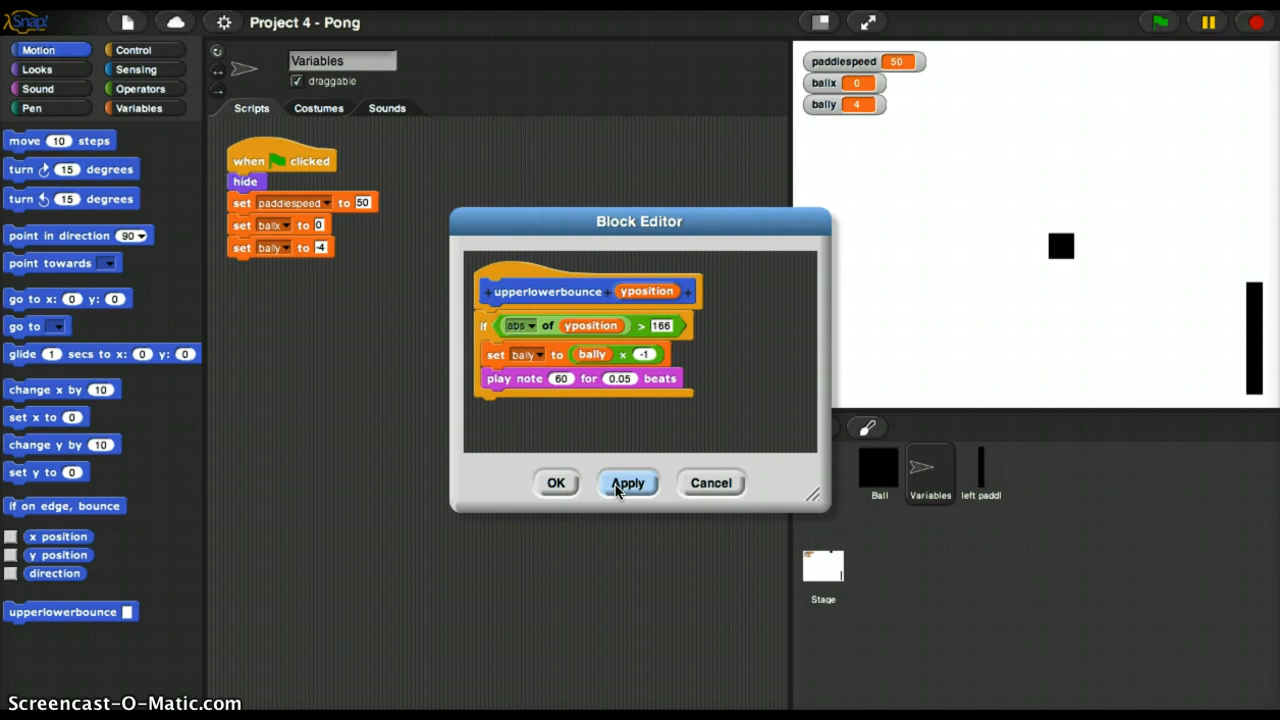 Snap!
Project 4 - Pong
Motion
Control
Looks
Sensing
Sound
Operators
Pen
Variables
Variables
draggable
Scripts
Costumes
Sounds
move 10 steps
turn 15 degrees
turn 15 degrees
point in direction 90
point towards
go to x: 0 y: 0
go to
glide 1 secs to x: 0 y: 0
change x by 10
set x to 0
change y by 10
set y to 0
if on edge, bounce
x position
y position
direction
upperlowerbounce
when clicked
hide
set paddlespeed to 50
set ballx to 0
set bally to -4
Block Editor
+ upperlowerbounce + yposition +
if abs of yposition > 166
set bally to bally x -1
play note 60 for 0.05 beats
OK
Apply
Cancel
paddlespeed 50
ballx 0
bally 4
Ball
Variables
left paddl
Stage
Screencast-O-Matic.com